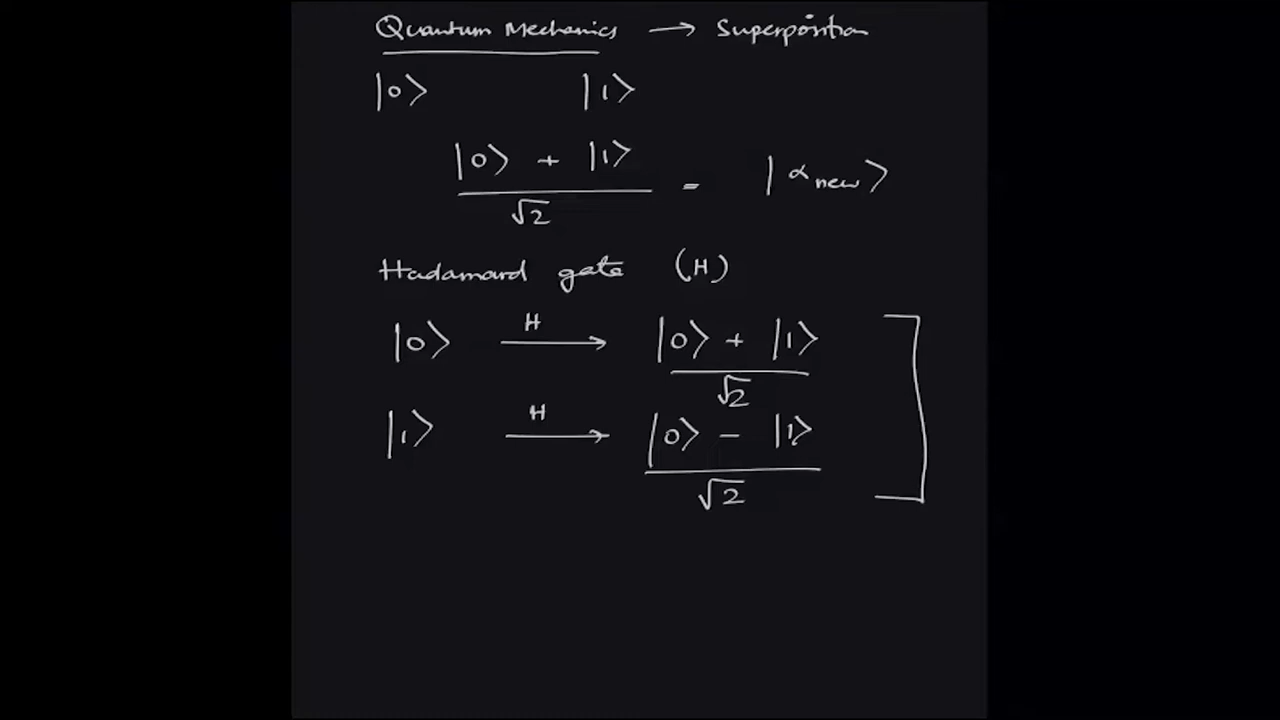 Quantum Mechanics → Superposition
|0⟩ |1⟩
|0⟩ + |1⟩ / √2 = |α new⟩
Hadamard gate (H)
|0⟩ H → |0⟩ + |1⟩ / √2
|1⟩ H → |0⟩ - |1⟩ / √2